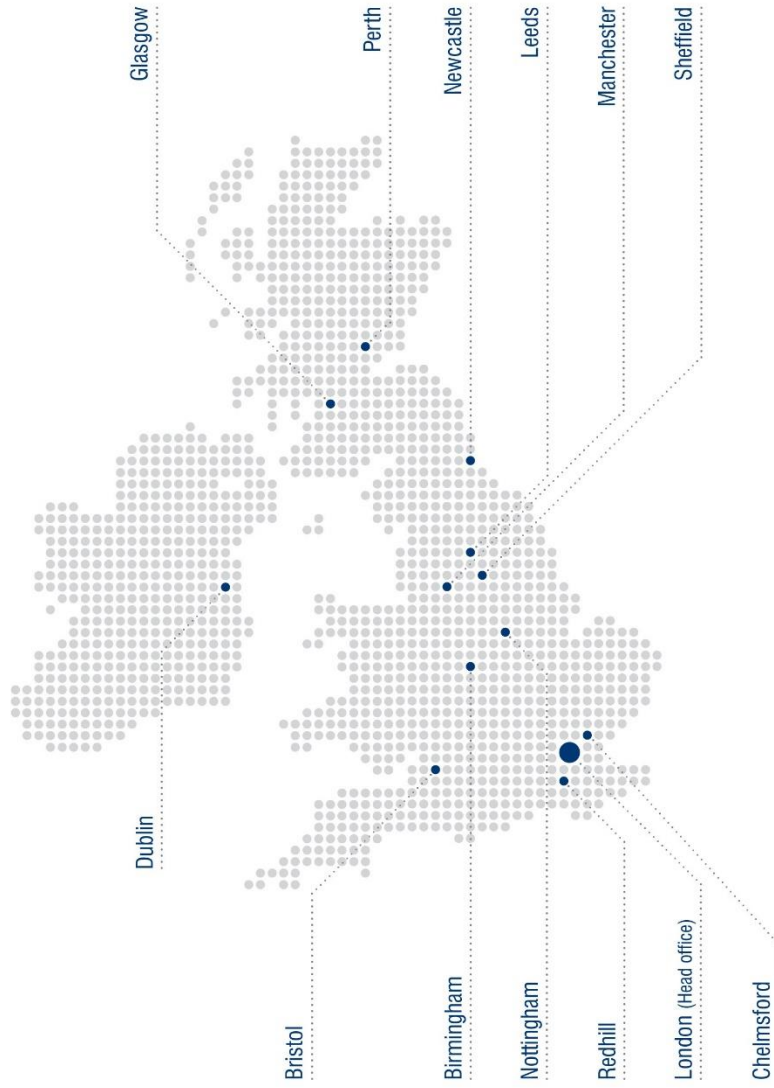 Glasgow
Perth
Newcastle
Leeds
Manchester
Sheffield
Dublin
Bristol
Birmingham
Nottingham
Redhill
London (Head office)
Chelmsford